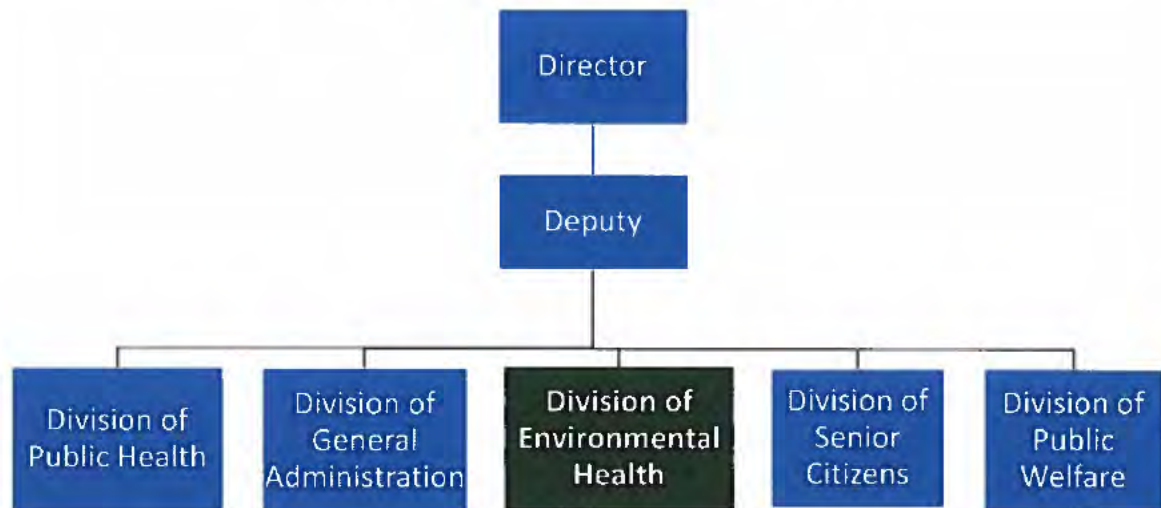 Director
Deputy
Division of
Public Health
Division of
General
Administration
Division of
Environmental
Health
Division of
Senior
Citizens
Division of
Public
Welfare